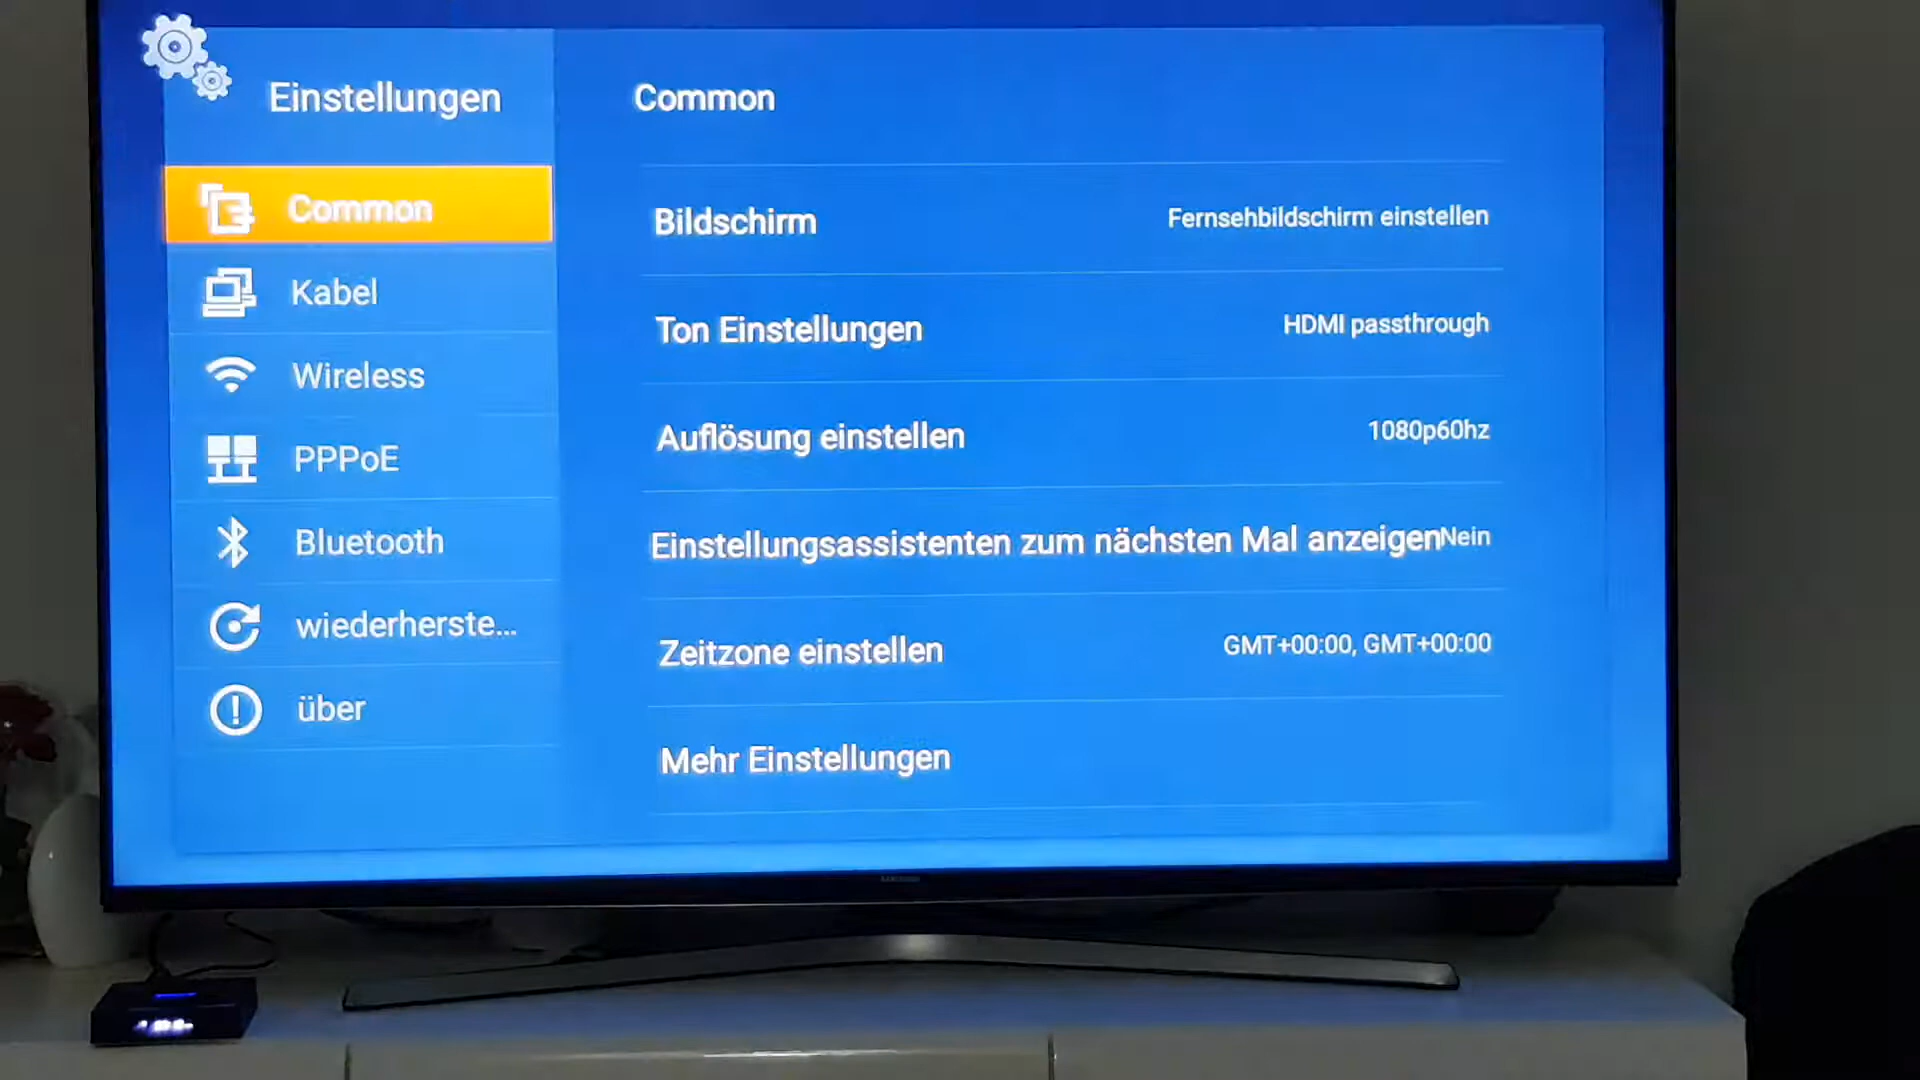 Einstellungen
Common
Kabel
Wireless
PPPoE
Bluetooth
wiederherste...
über
Common
Bildschirm Fernsehbildschirm einstellen
Ton Einstellungen HDMI passthrough
Auflösung einstellen 1080p60hz
Einstellungsassistenten zum nächsten Mal anzeigen Nein
Zeitzone einstellen GMT+00:00, GMT+00:00
Mehr Einstellungen